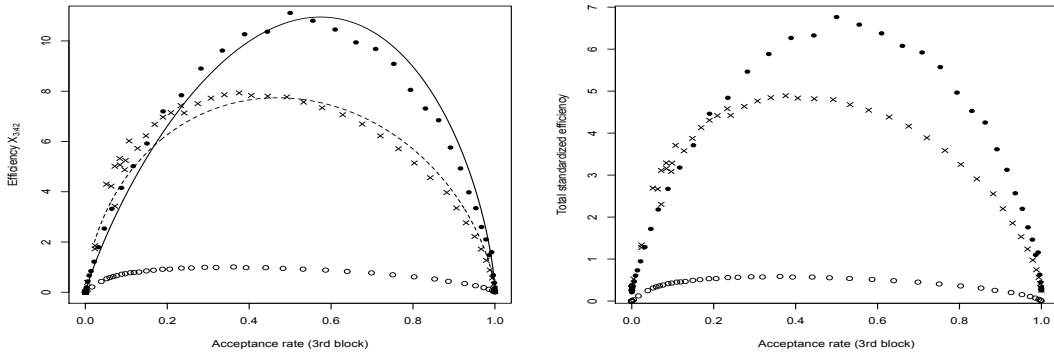 Efficiency X342
0
2
4
6
8
10
0.0 0.2 0.4 0.6 0.8 1.0
Acceptance rate (3rd block)
Total standardized efficiency
0
1
2
3
4
5
6
7
0.0 0.2 0.4 0.6 0.8 1.0
Acceptance rate (3rd block)